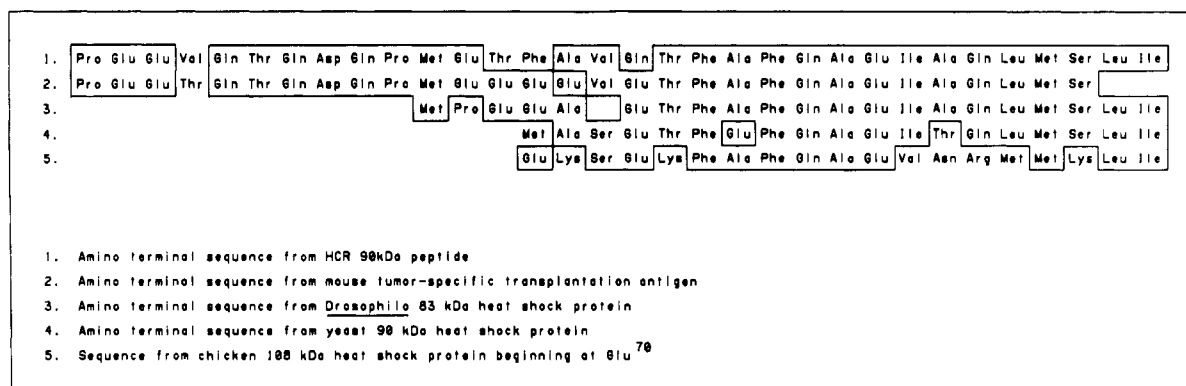 1. Pro Glu Glu Val Gln Thr Gln Asp Gln Pro Met Glu Thr Phe Ala Val Gln Thr Phe Ala Phe Gln Ala Glu Ile Ala Gln Leu Met Ser Leu Ile
2. Pro Glu Glu Thr Gln Thr Gln Asp Gln Pro Met Glu Glu Glu Glu Val Glu Thr Phe Ala Phe Gln Ala Glu Ile Ala Gln Leu Met Ser
3. Met Pro Glu Glu Ala Glu Thr Phe Ala Phe Gln Ala Glu Ile Ala Gln Leu Met Ser Leu Ile
4. Met Ala Ser Glu Thr Phe Glu Phe Gln Ala Glu Ile Thr Gln Leu Met Ser Leu Ile
5. Glu Lys Ser Glu Lys Phe Ala Phe Gln Ala Glu Val Asn Arg Met Met Lys Leu Ile
1. Amino terminal sequence from HCR 90kDa peptide
2. Amino terminal sequence from mouse tumor-specific transplantation antigen
3. Amino terminal sequence from Drosophila 83 kDa heat shock protein
4. Amino terminal sequence from yeast 90 kDa heat shock protein
5. Sequence from chicken 108 kDa heat shock protein beginning at Glu70